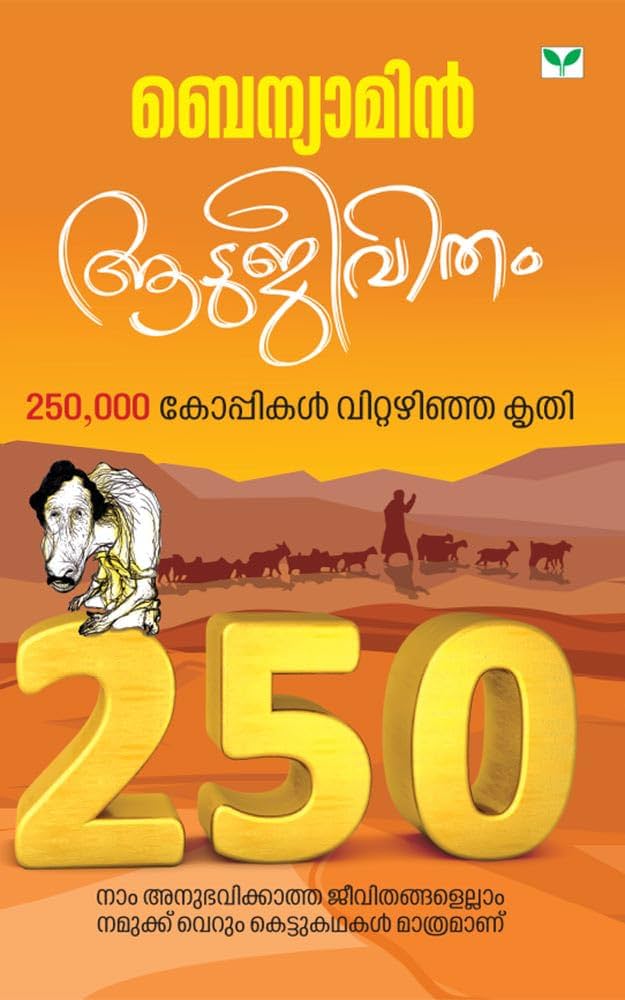 ബെന്യാമിൻ
ആടുജീവിതം
250,000 കോപ്പികൾ വിറ്റഴിഞ്ഞ കൃതി
250
നാം അനുഭവിക്കാത്ത ജീവിതങ്ങളെല്ലാം
നമുക്ക് വെറും കെട്ടുകഥകൾ മാത്രമാണ്